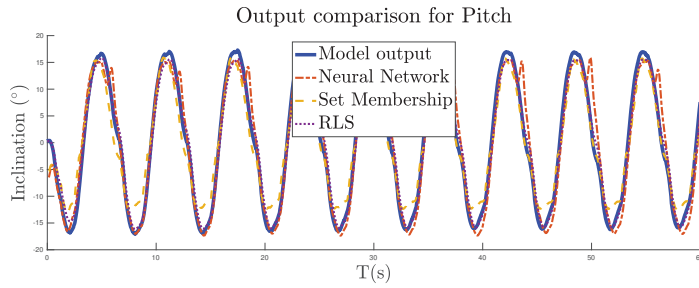 Output comparison for Pitch
Inclination (°)
20
15
10
5
0
-5
-10
-15
-20
Model output
Neural Network
Set Membership
RLS
0
10
20
30
40
50
60
T(s)